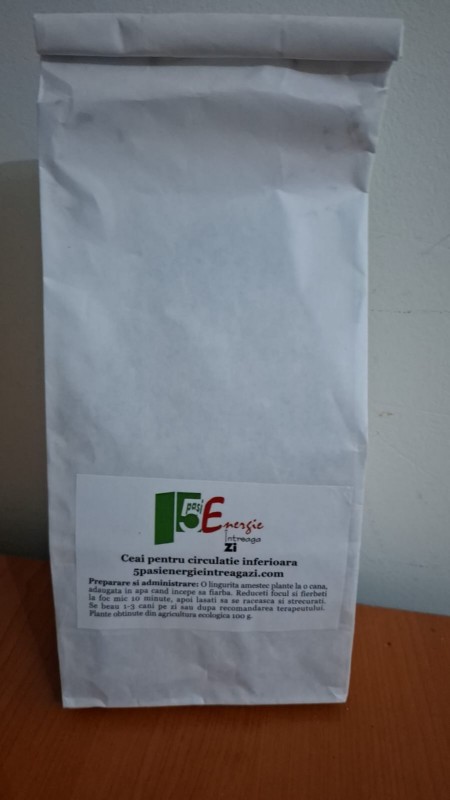 5 pasi Energie
Intreaga
Zi
Ceai pentru circulatie inferioara
5pasienergieintreagazi.com
Preparare si administrare: O lingurita amestec plante la o cana,
adaugata in apa cand incepe sa fiarba. Reduceti focul si fierbeti
la foc mic 10 minute, apoi lasati sa se raceasca si strecurati.
Se beau 1-3 cani pe zi sau dupa recomandarea terapeutului.
Plante obtinute din agricultura ecologica 100 g.